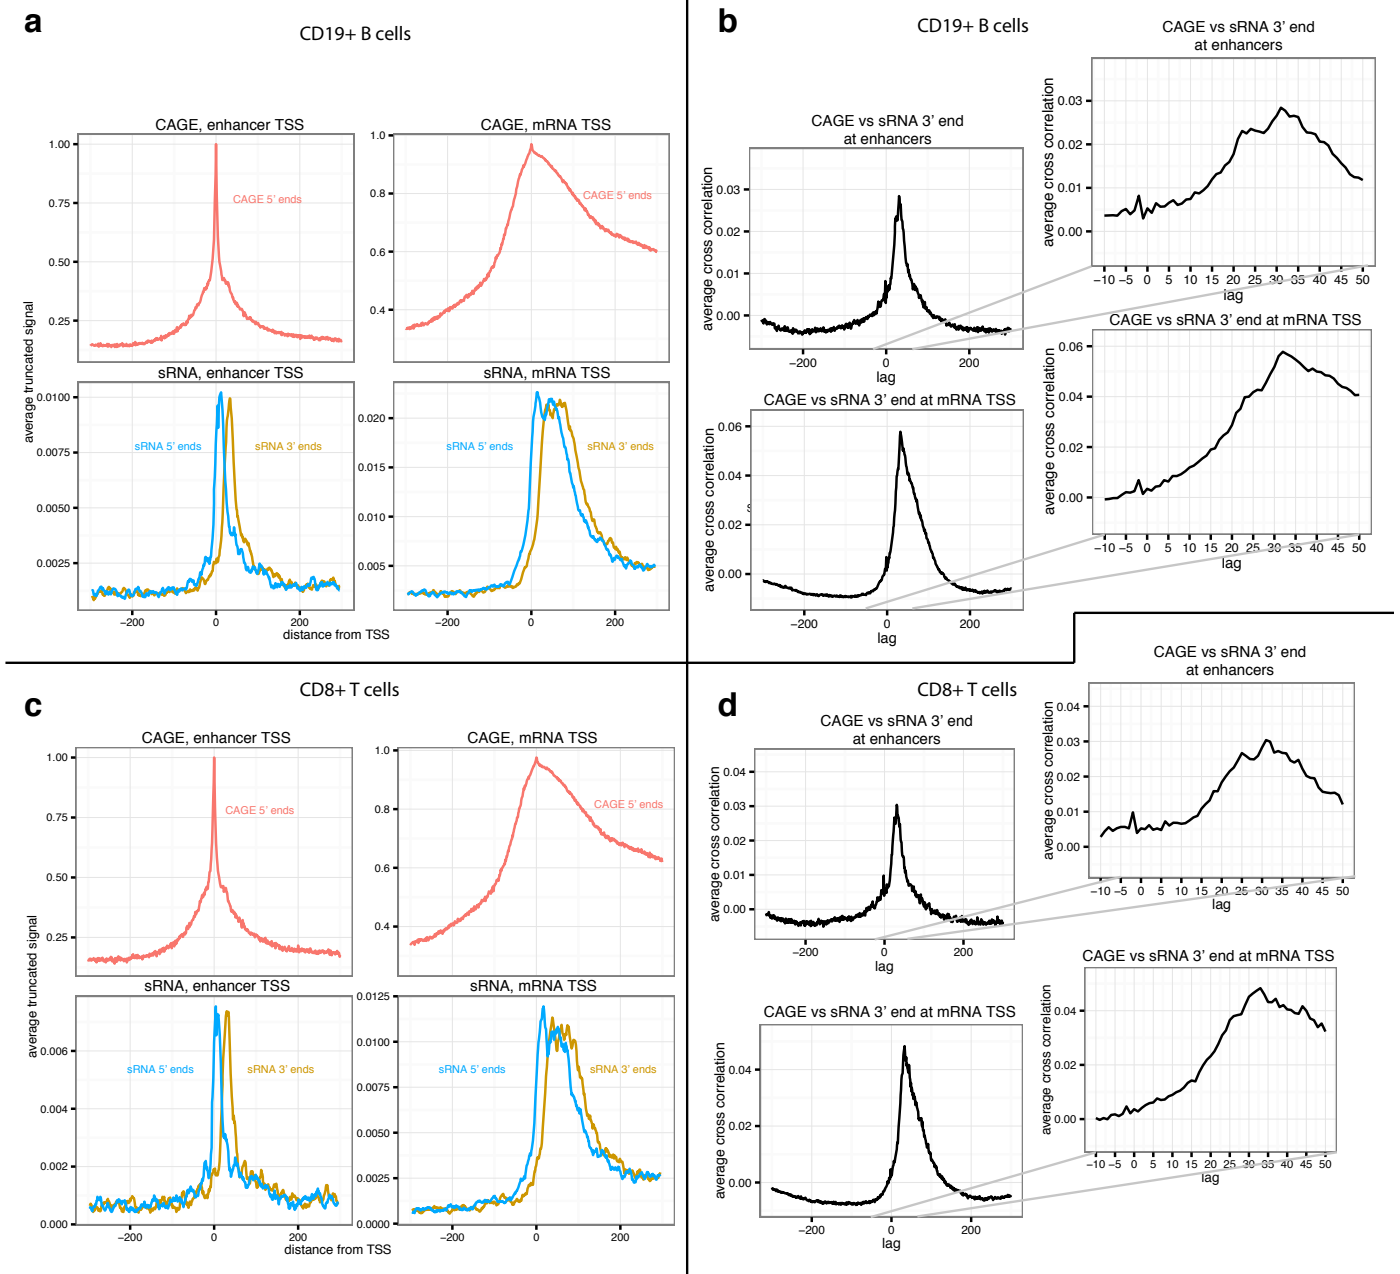 a
CD19+ B cells
CAGE, enhancer TSS
CAGE, mRNA TSS
1.00
0.75
0.50
0.25
CAGE 5' ends
1.0
0.8
0.6
0.4
CAGE 5' ends
average truncated signal
sRNA, enhancer TSS
sRNA, mRNA TSS
0.0100
0.0075
0.0050
0.0025
sRNA 5' ends
sRNA 3' ends
0.020
0.015
0.010
0.005
sRNA 5' ends
sRNA 3' ends
−200 0 200
−200 0 200
distance from TSS
b
CD19+ B cells
CAGE vs sRNA 3' end
at enhancers
average cross correlation
0.03
0.02
0.01
0.00
−200 0 200
lag
CAGE vs sRNA 3' end
at enhancers
average cross correlation
0.03
0.02
0.01
0.00
−10 −5 0 5 10 15 20 25 30 35 40 45 50
lag
CAGE vs sRNA 3' end at mRNA TSS
average cross correlation
0.06
0.04
0.02
0.00
−200 0 200
lag
CAGE vs sRNA 3' end at mRNA TSS
average cross correlation
0.06
0.04
0.02
0.00
−10 −5 0 5 10 15 20 25 30 35 40 45 50
lag
c
CD8+ T cells
CAGE, enhancer TSS
CAGE, mRNA TSS
1.00
0.75
0.50
0.25
CAGE 5' ends
1.0
0.8
0.6
0.4
CAGE 5' ends
average truncated signal
sRNA, enhancer TSS
sRNA, mRNA TSS
0.006
0.004
0.002
0.000
sRNA 5' ends
sRNA 3' ends
0.0125
0.0100
0.0075
0.0050
0.0025
0.0000
sRNA 5' ends
sRNA 3' ends
−200 0 200
−200 0 200
distance from TSS
d
CD8+ T cells
CAGE vs sRNA 3' end
at enhancers
average cross correlation
0.04
0.03
0.02
0.01
0.00
−200 0 200
lag
CAGE vs sRNA 3' end
at enhancers
average cross correlation
0.04
0.03
0.02
0.01
0.00
−10 −5 0 5 10 15 20 25 30 35 40 45 50
lag
CAGE vs sRNA 3' end at mRNA TSS
average cross correlation
0.04
0.02
0.00
−200 0 200
lag
CAGE vs sRNA 3' end at mRNA TSS
average cross correlation
0.04
0.02
0.00
−10 −5 0 5 10 15 20 25 30 35 40 45 50
lag